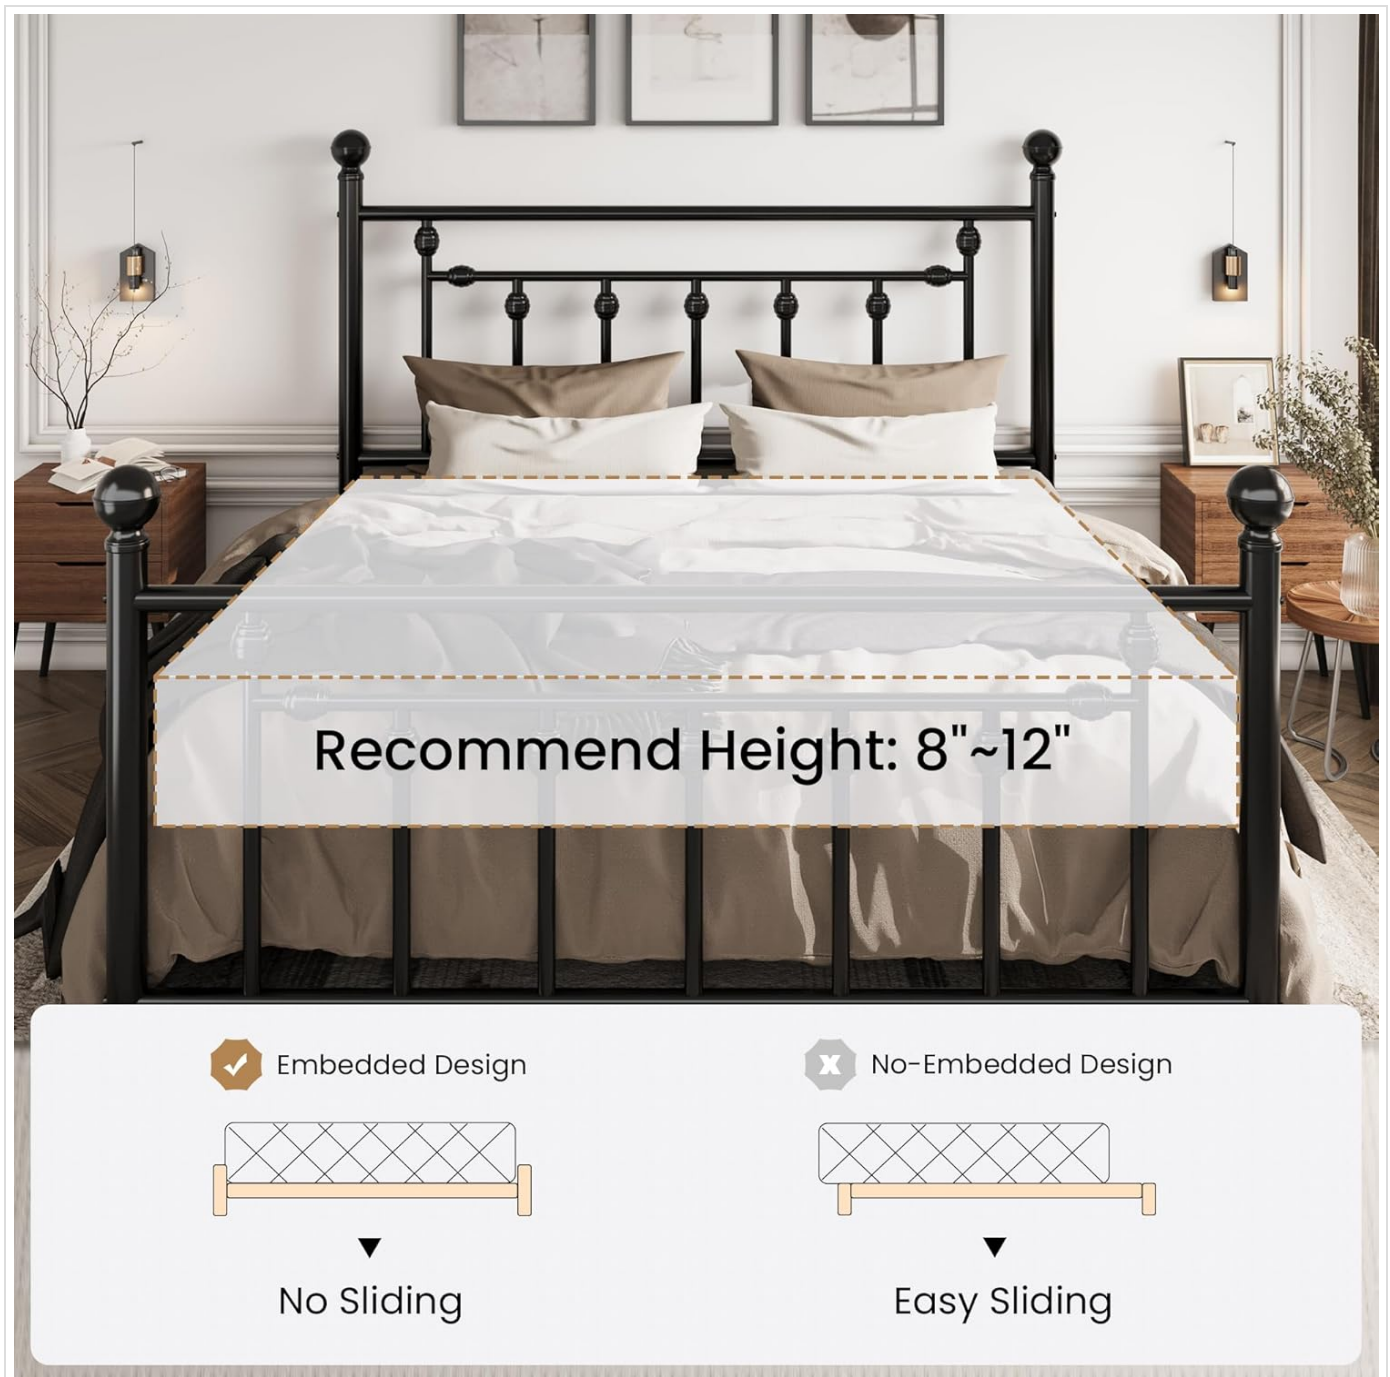 Recommend Height: 8"~12"
Embedded Design
No-Embedded Design
No Sliding
Easy Sliding